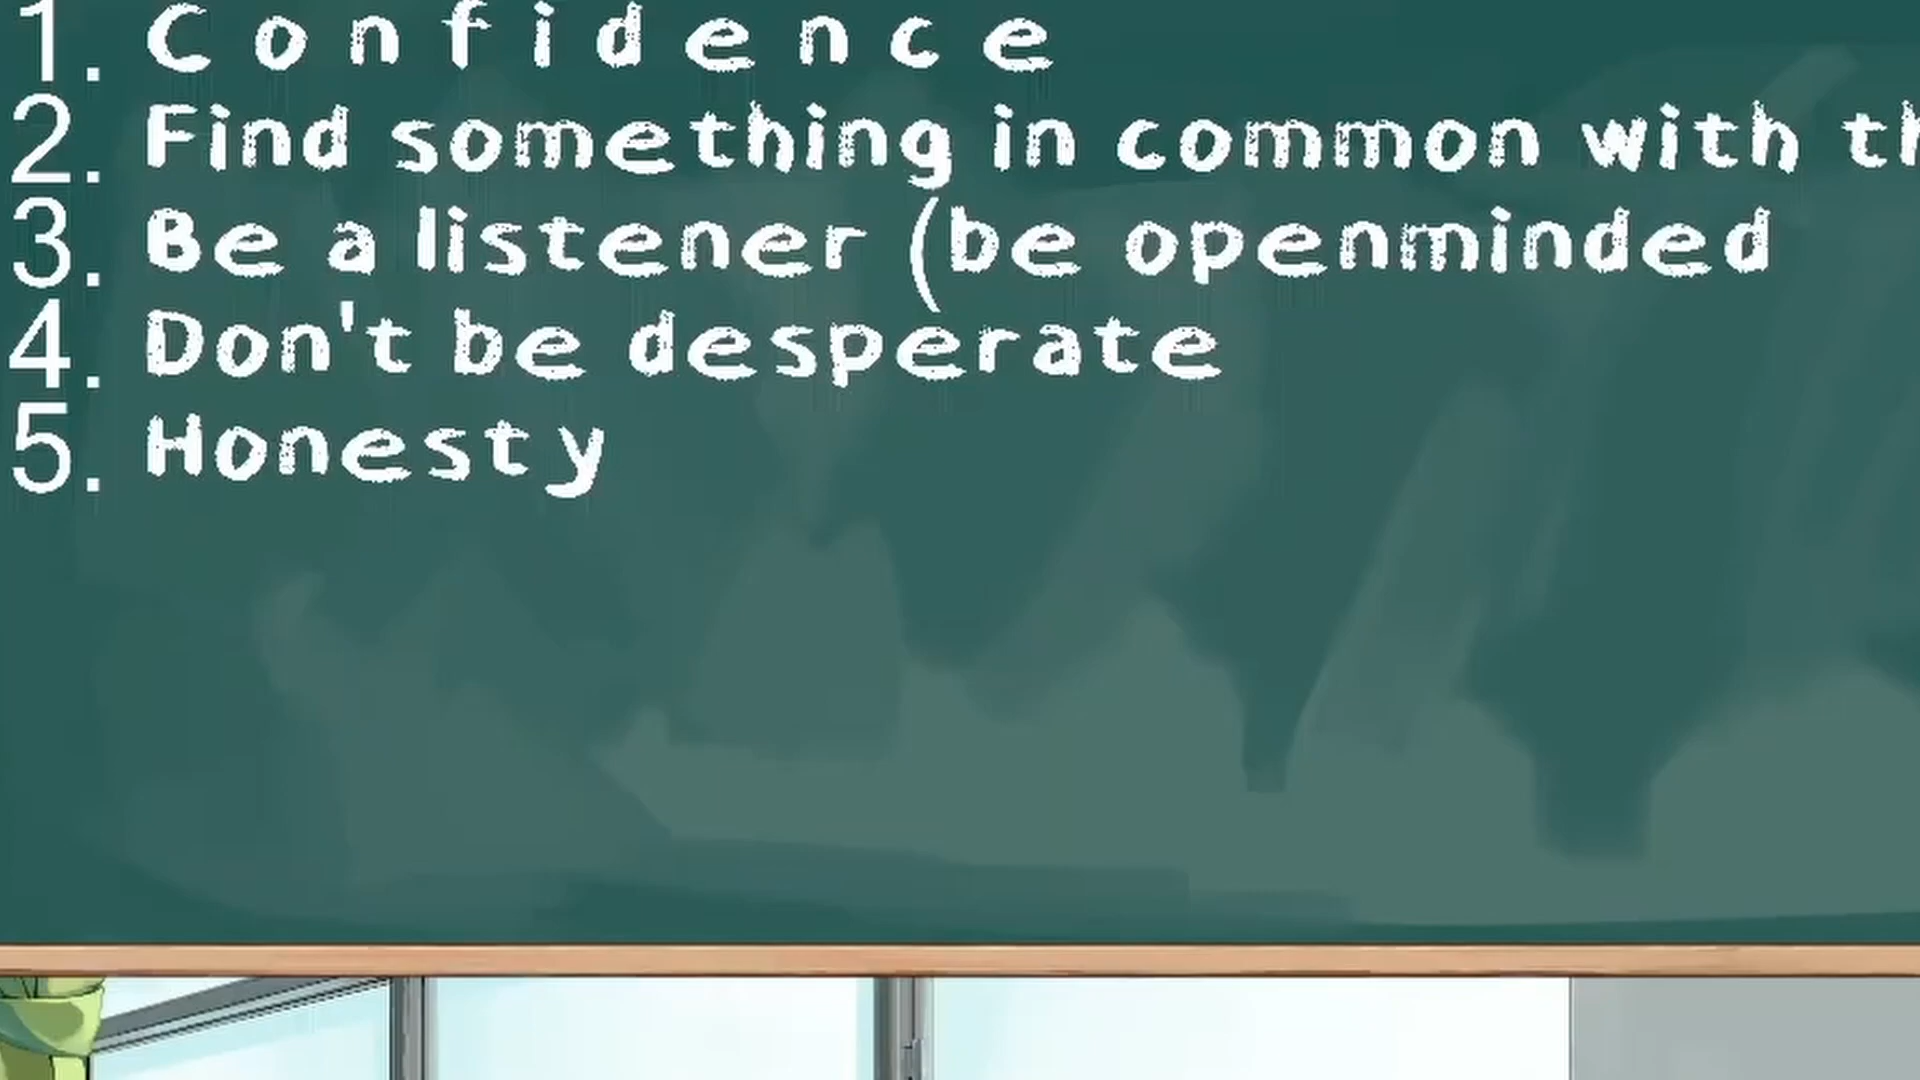 1. Confidence
2. Find something in common with th
3. Be a listener (be openminded
4. Don't be desperate
5. Honesty